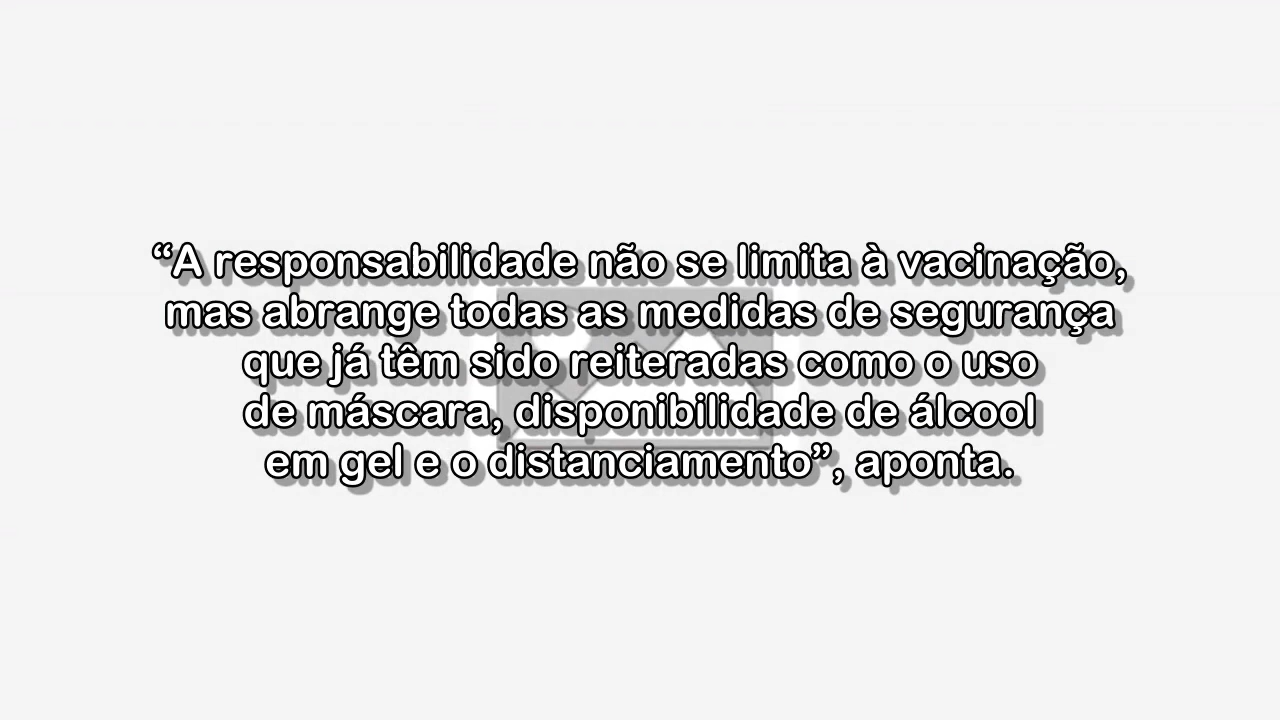 “A responsabilidade não se limita à vacinação,
mas abrange todas as medidas de segurança
que já têm sido reiteradas como o uso
de máscara, disponibilidade de álcool
em gel e o distanciamento”, aponta.